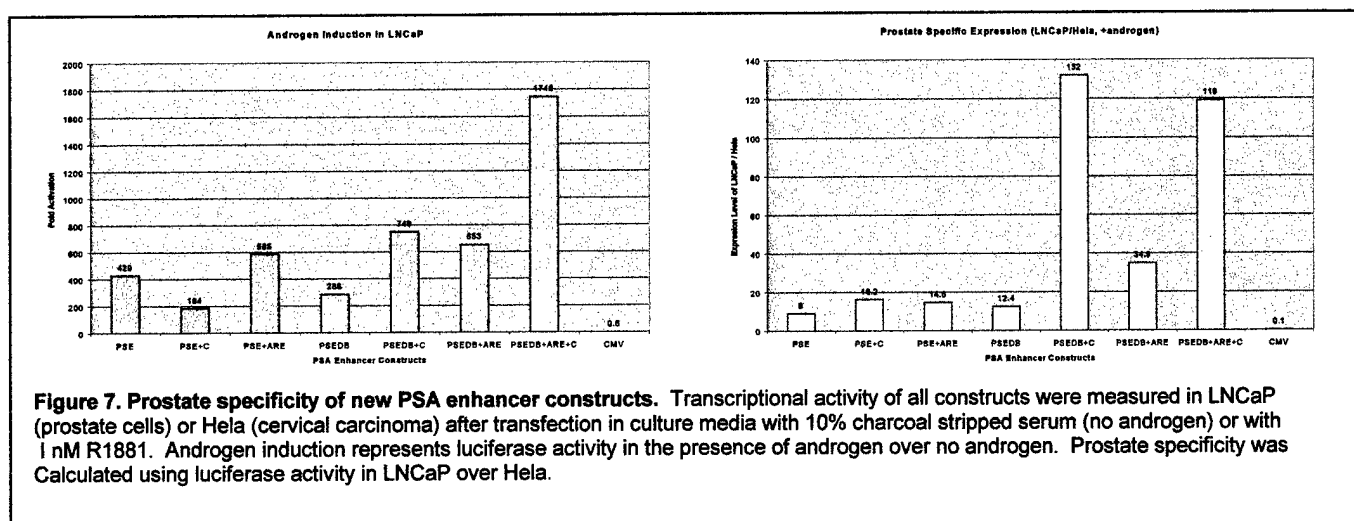 Androgen Induction in LNCaP
Fold Activation
2000
1800
1600
1400
1200
1000
800
600
400
200
0
429
184
585
288
749
653
0.5
PSE
PSE+C
PSE+ARE
PSEDB
PSEDB+C
PSEDB+ARE
PSEDB+ARE+C
CMV
PSA Enhancer Constructs
Prostate Specific Expression (LNCaP/Hela, +androgen)
Expression Level of LNCaP / Hela
140
120
100
80
60
40
20
0
16.2
12.4
132
119
0.1
PSE
PSE+C
PSE+ARE
PSEDB
PSEDB+C
PSEDB+ARE
PSEDB+ARE+C
CMV
PSA Enhancer Constructs
Figure 7. Prostate specificity of new PSA enhancer constructs. Transcriptional activity of all constructs were measured in LNCaP
(prostate cells) or Hela (cervical carcinoma) after transfection in culture media with 10% charcoal stripped serum (no androgen) or with
1 nM R1881. Androgen induction represents luciferase activity in the presence of androgen over no androgen. Prostate specificity was
Calculated using luciferase activity in LNCaP over Hela.